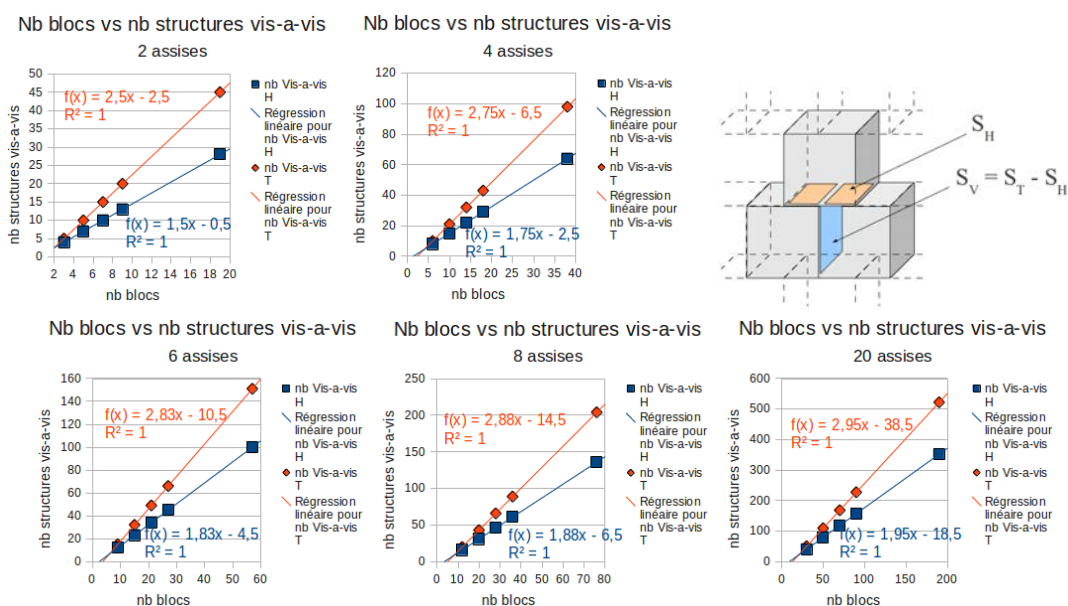 Nb blocs vs nb structures vis-a-vis
2 assises
50
45
40
35
30
25
20
15
10
5
0
2 4 6 8 10 12 14 16 18 20
nb structures vis-a-vis
nb blocs
f(x) = 2,5x - 2,5
R² = 1
f(x) = 1,5x - 0,5
R² = 1
nb Vis-a-vis
H
Régression
linéaire pour
nb Vis-a-vis
H
nb Vis-a-vis
T
Régression
linéaire pour
nb Vis-a-vis
T
Nb blocs vs nb structures vis-a-vis
4 assises
120
100
80
60
40
20
0
0 5 10 15 20 25 30 35 40
nb structures vis-a-vis
nb blocs
f(x) = 2,75x - 6,5
R² = 1
f(x) = 1,75x - 2,5
R² = 1
nb Vis-a-vis
H
Régression
linéaire pour
nb Vis-a-vis
H
nb Vis-a-vis
T
Régression
linéaire pour
nb Vis-a-vis
T
S_H
S_V = S_T - S_H
Nb blocs vs nb structures vis-a-vis
6 assises
160
140
120
100
80
60
40
20
0
0 10 20 30 40 50 60
nb structures vis-a-vis
nb blocs
f(x) = 2,83x - 10,5
R² = 1
f(x) = 1,83x - 4,5
R² = 1
nb Vis-a-vis
H
Régression
linéaire pour
nb Vis-a-vis
H
nb Vis-a-vis
T
Régression
linéaire pour
nb Vis-a-vis
T
Nb blocs vs nb structures vis-a-vis
8 assises
250
200
150
100
50
0
0 10 20 30 40 50 60 70 80
nb structures vis-a-vis
nb blocs
f(x) = 2,88x - 14,5
R² = 1
f(x) = 1,88x - 6,5
R² = 1
nb Vis-a-vis
H
Régression
linéaire pour
nb Vis-a-vis
H
nb Vis-a-vis
T
Régression
linéaire pour
nb Vis-a-vis
T
Nb blocs vs nb structures vis-a-vis
20 assises
600
500
400
300
200
100
0
0 50 100 150 200
nb structures vis-a-vis
nb blocs
f(x) = 2,95x - 38,5
R² = 1
f(x) = 1,95x - 18,5
R² = 1
nb Vis-a-vis
H
Régression
linéaire pour
nb Vis-a-vis
H
nb Vis-a-vis
T
Régression
linéaire pour
nb Vis-a-vis
T